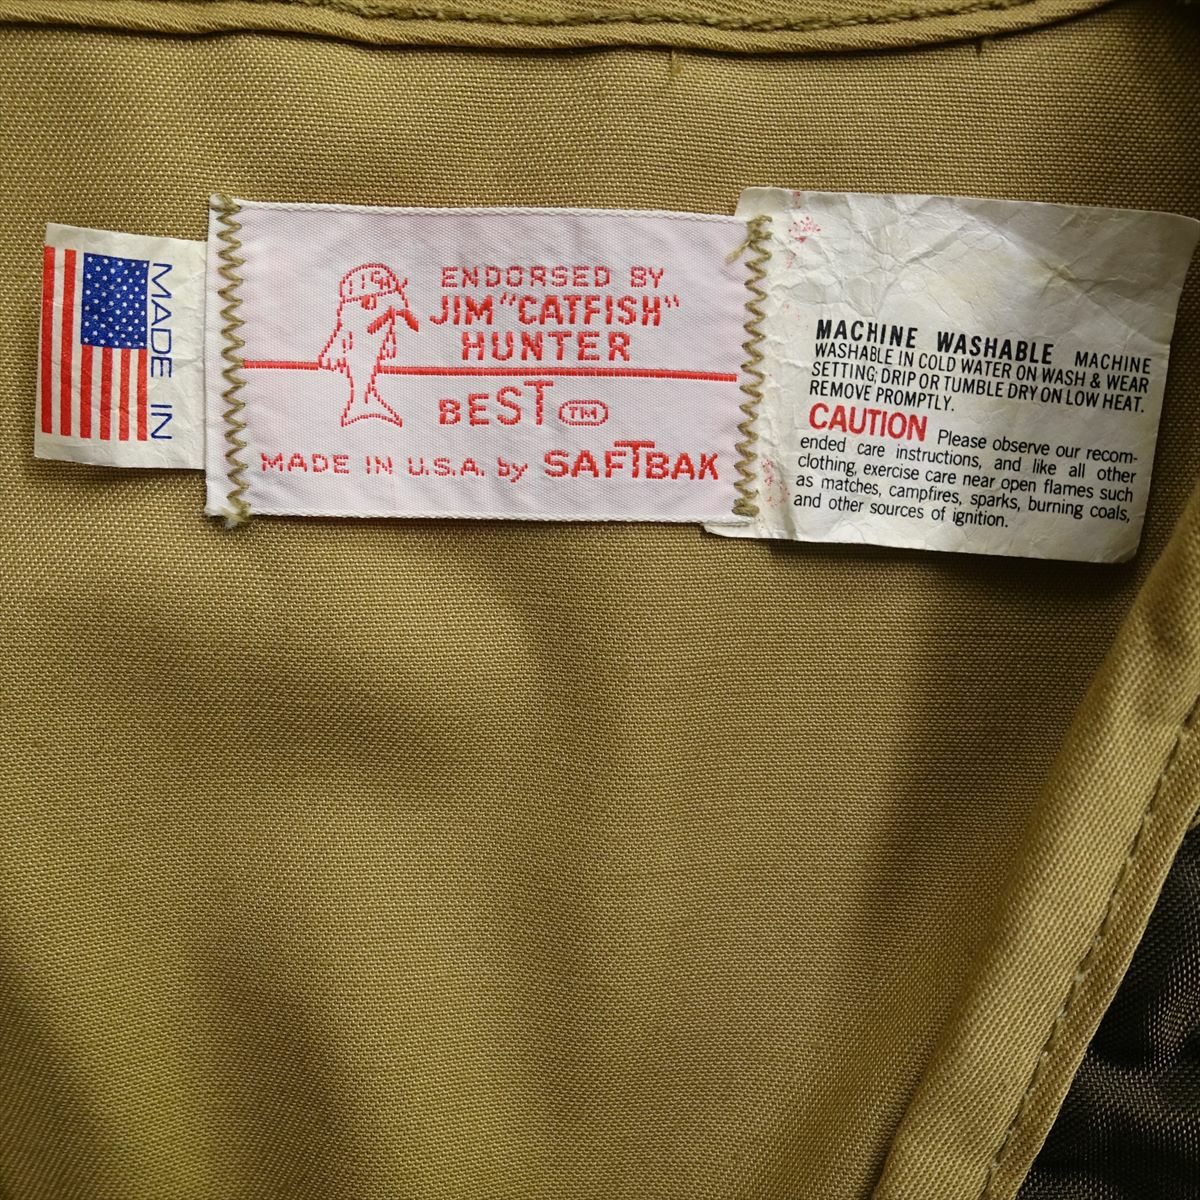 MADE IN
ENDORSED BY
JIM "CATFISH"
HUNTER
BEST TM
MADE IN U.S.A. by SAFTBAK
MACHINE WASHABLE MACHINE
WASHABLE IN COLD WATER ON WASH & WEAR
SETTING; DRIP OR TUMBLE DRY ON LOW HEAT.
REMOVE PROMPTLY.
CAUTION Please observe our recom-
ended care instructions, and like all other
clothing, exercise care near open flames such
as matches, campfires, sparks, burning coals,
and other sources of ignition.